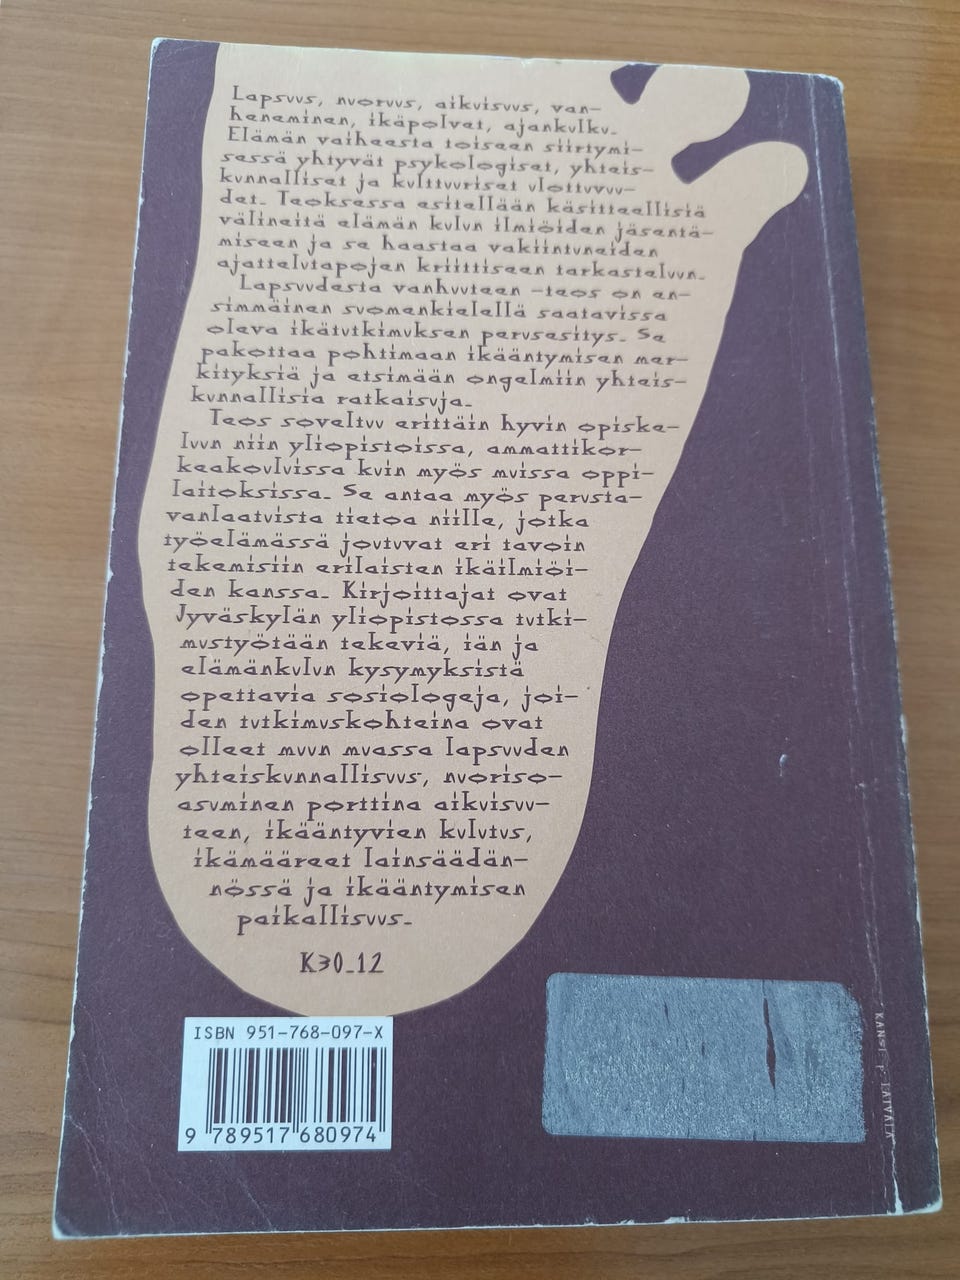 Lapsuus, nuoruus, aikuisuus, van-
heneminen, ikäpolvet, ajankulku.
Elämän vaiheesta toiseen siirtymi-
sessä yhtyvät psykologiset, yhteis-
kunnalliset ja kulttuuriset ulottuvuu-
det. Teoksessa esitellään käsitteellisiä
välineitä elämän kulun ilmiöiden jäsentä-
miseen ja se haastaa vakiintuneiden
ajattelutapojen kriittiseen tarkasteluun.
Lapsuudesta vanhuuteen -teos on en-
simmäinen suomenkielellä saatavissa
oleva ikätutkimuksen perusesitys. Se
pakottaa pohtimaan ikääntymisen mer-
kityksiä ja etsimään ongelmiin yhteis-
kunnallisia ratkaisuja.
Teos soveltuu erittäin hyvin opiske-
luun niin yliopistoissa, ammattikor-
keakouluissa kuin myös muissa oppi-
laitoksissa. Se antaa myös perusta-
vanlaatuista tietoa niille, jotka
työelämässä joutuvat eri tavoin
tekemisiin erilaisten ikäilmiöi-
den kanssa. Kirjoittajat ovat
Jyväskylän yliopistossa tutki-
mustyötään tekeviä, iän ja
elämänkulun kysymyksistä
opettavia sosiologeja, joi-
den tutkimuskohteina ovat
olleet muun muassa lapsuuden
yhteiskunnallisuus, nuoriso-
asuminen porttina aikuisuu-
teen, ikääntyvien kulutus,
ikämääreet lainsäädän-
nössä ja ikääntymisen
paikallisuus.
K30.12
ISBN 951-768-097-X
9 789517 680974
KANSI P. LATVALA